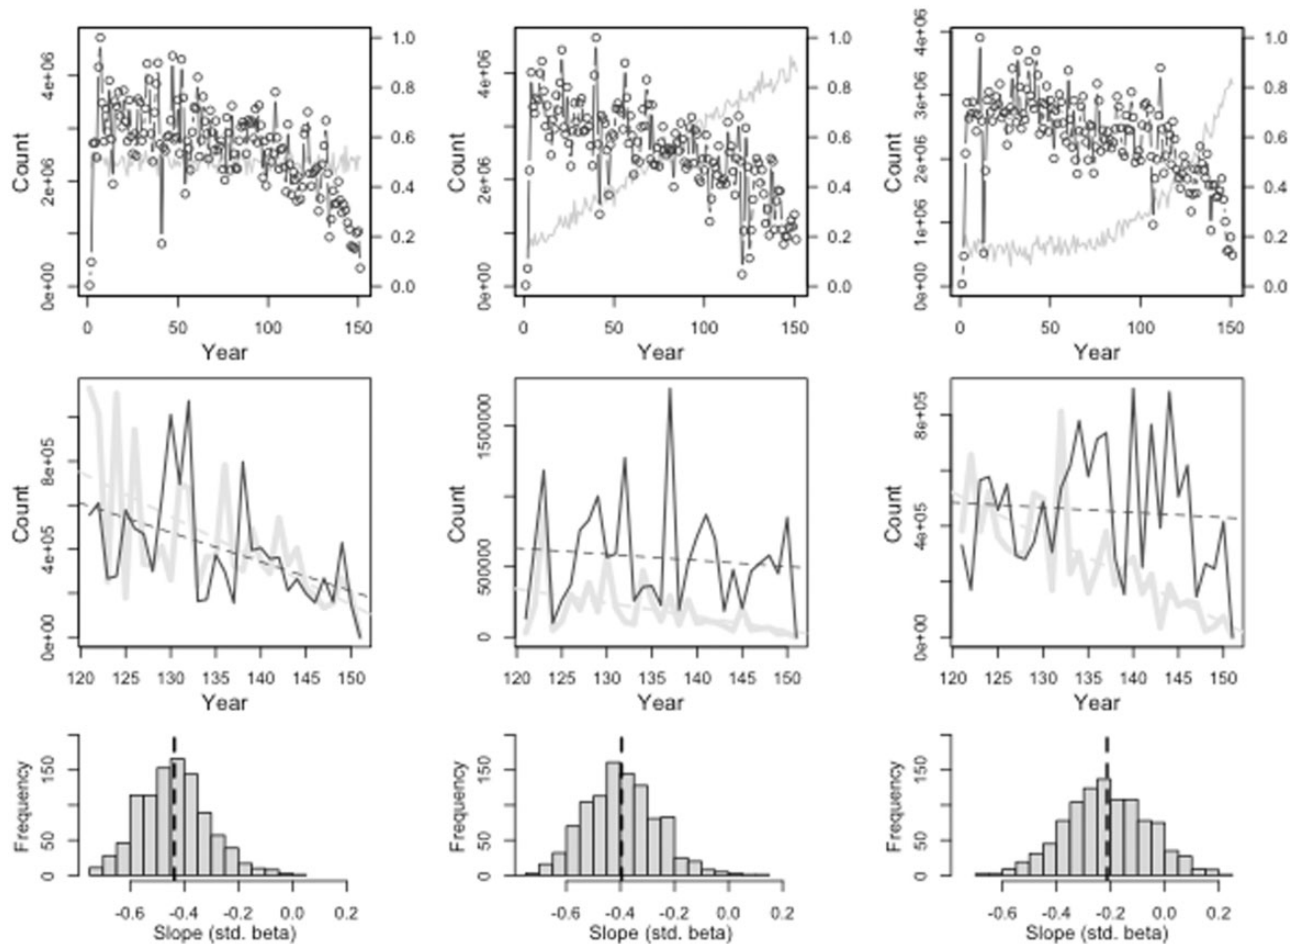 Count 0e+00 2e+06 4e+06 0 50 100 150 0.0 0.2 0.4 0.6 0.8 1.0 Year
Count 0e+00 2e+06 4e+06 0 50 100 150 0.0 0.2 0.4 0.6 0.8 1.0 Year
Count 0e+00 1e+06 2e+06 3e+06 4e+06 0 50 100 150 0.0 0.2 0.4 0.6 0.8 1.0 Year
Count 0e+00 4e+05 8e+05 120 125 130 135 140 145 150 Year
Count 0 500000 1500000 120 125 130 135 140 145 150 Year
Count 0e+00 4e+05 8e+05 120 125 130 135 140 145 150 Year
Frequency 0 50 150 -0.6 -0.4 -0.2 0.0 0.2 Slope (std. beta)
Frequency 0 50 150 -0.6 -0.4 -0.2 0.0 0.2 Slope (std. beta)
Frequency 0 50 150 -0.6 -0.4 -0.2 0.0 0.2 Slope (std. beta)